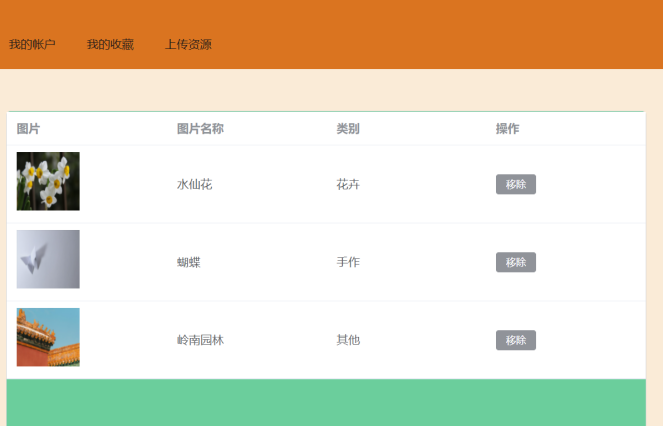 我的帐户 我的收藏 上传资源
图片 图片名称 类别 操作
水仙花 花卉 移除
蝴蝶 手作 移除
岭南园林 其他 移除